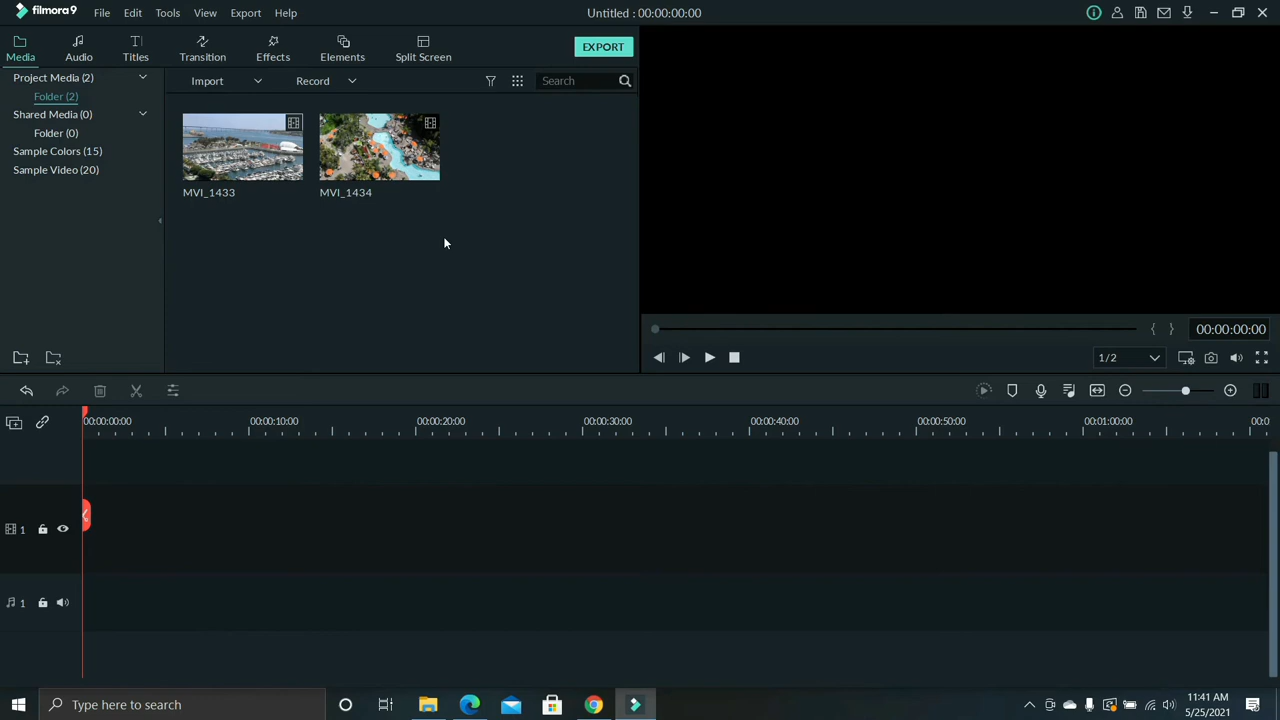 filmora9 File Edit Tools View Export Help Untitled : 00:00:00:00
Media Audio Titles Transition Effects Elements Split Screen EXPORT
Project Media (2) Import Record Search
Folder (2)
Shared Media (0)
Folder (0)
Sample Colors (15)
Sample Video (20)
MVI_1433 MVI_1434
00:00:00:00
1/2
00:00:00:00 00:00:10:00 00:00:20:00 00:00:30:00 00:00:40:00 00:00:50:00 00:01:00:00 00:0
1
1
Type here to search
11:41 AM
5/25/2021